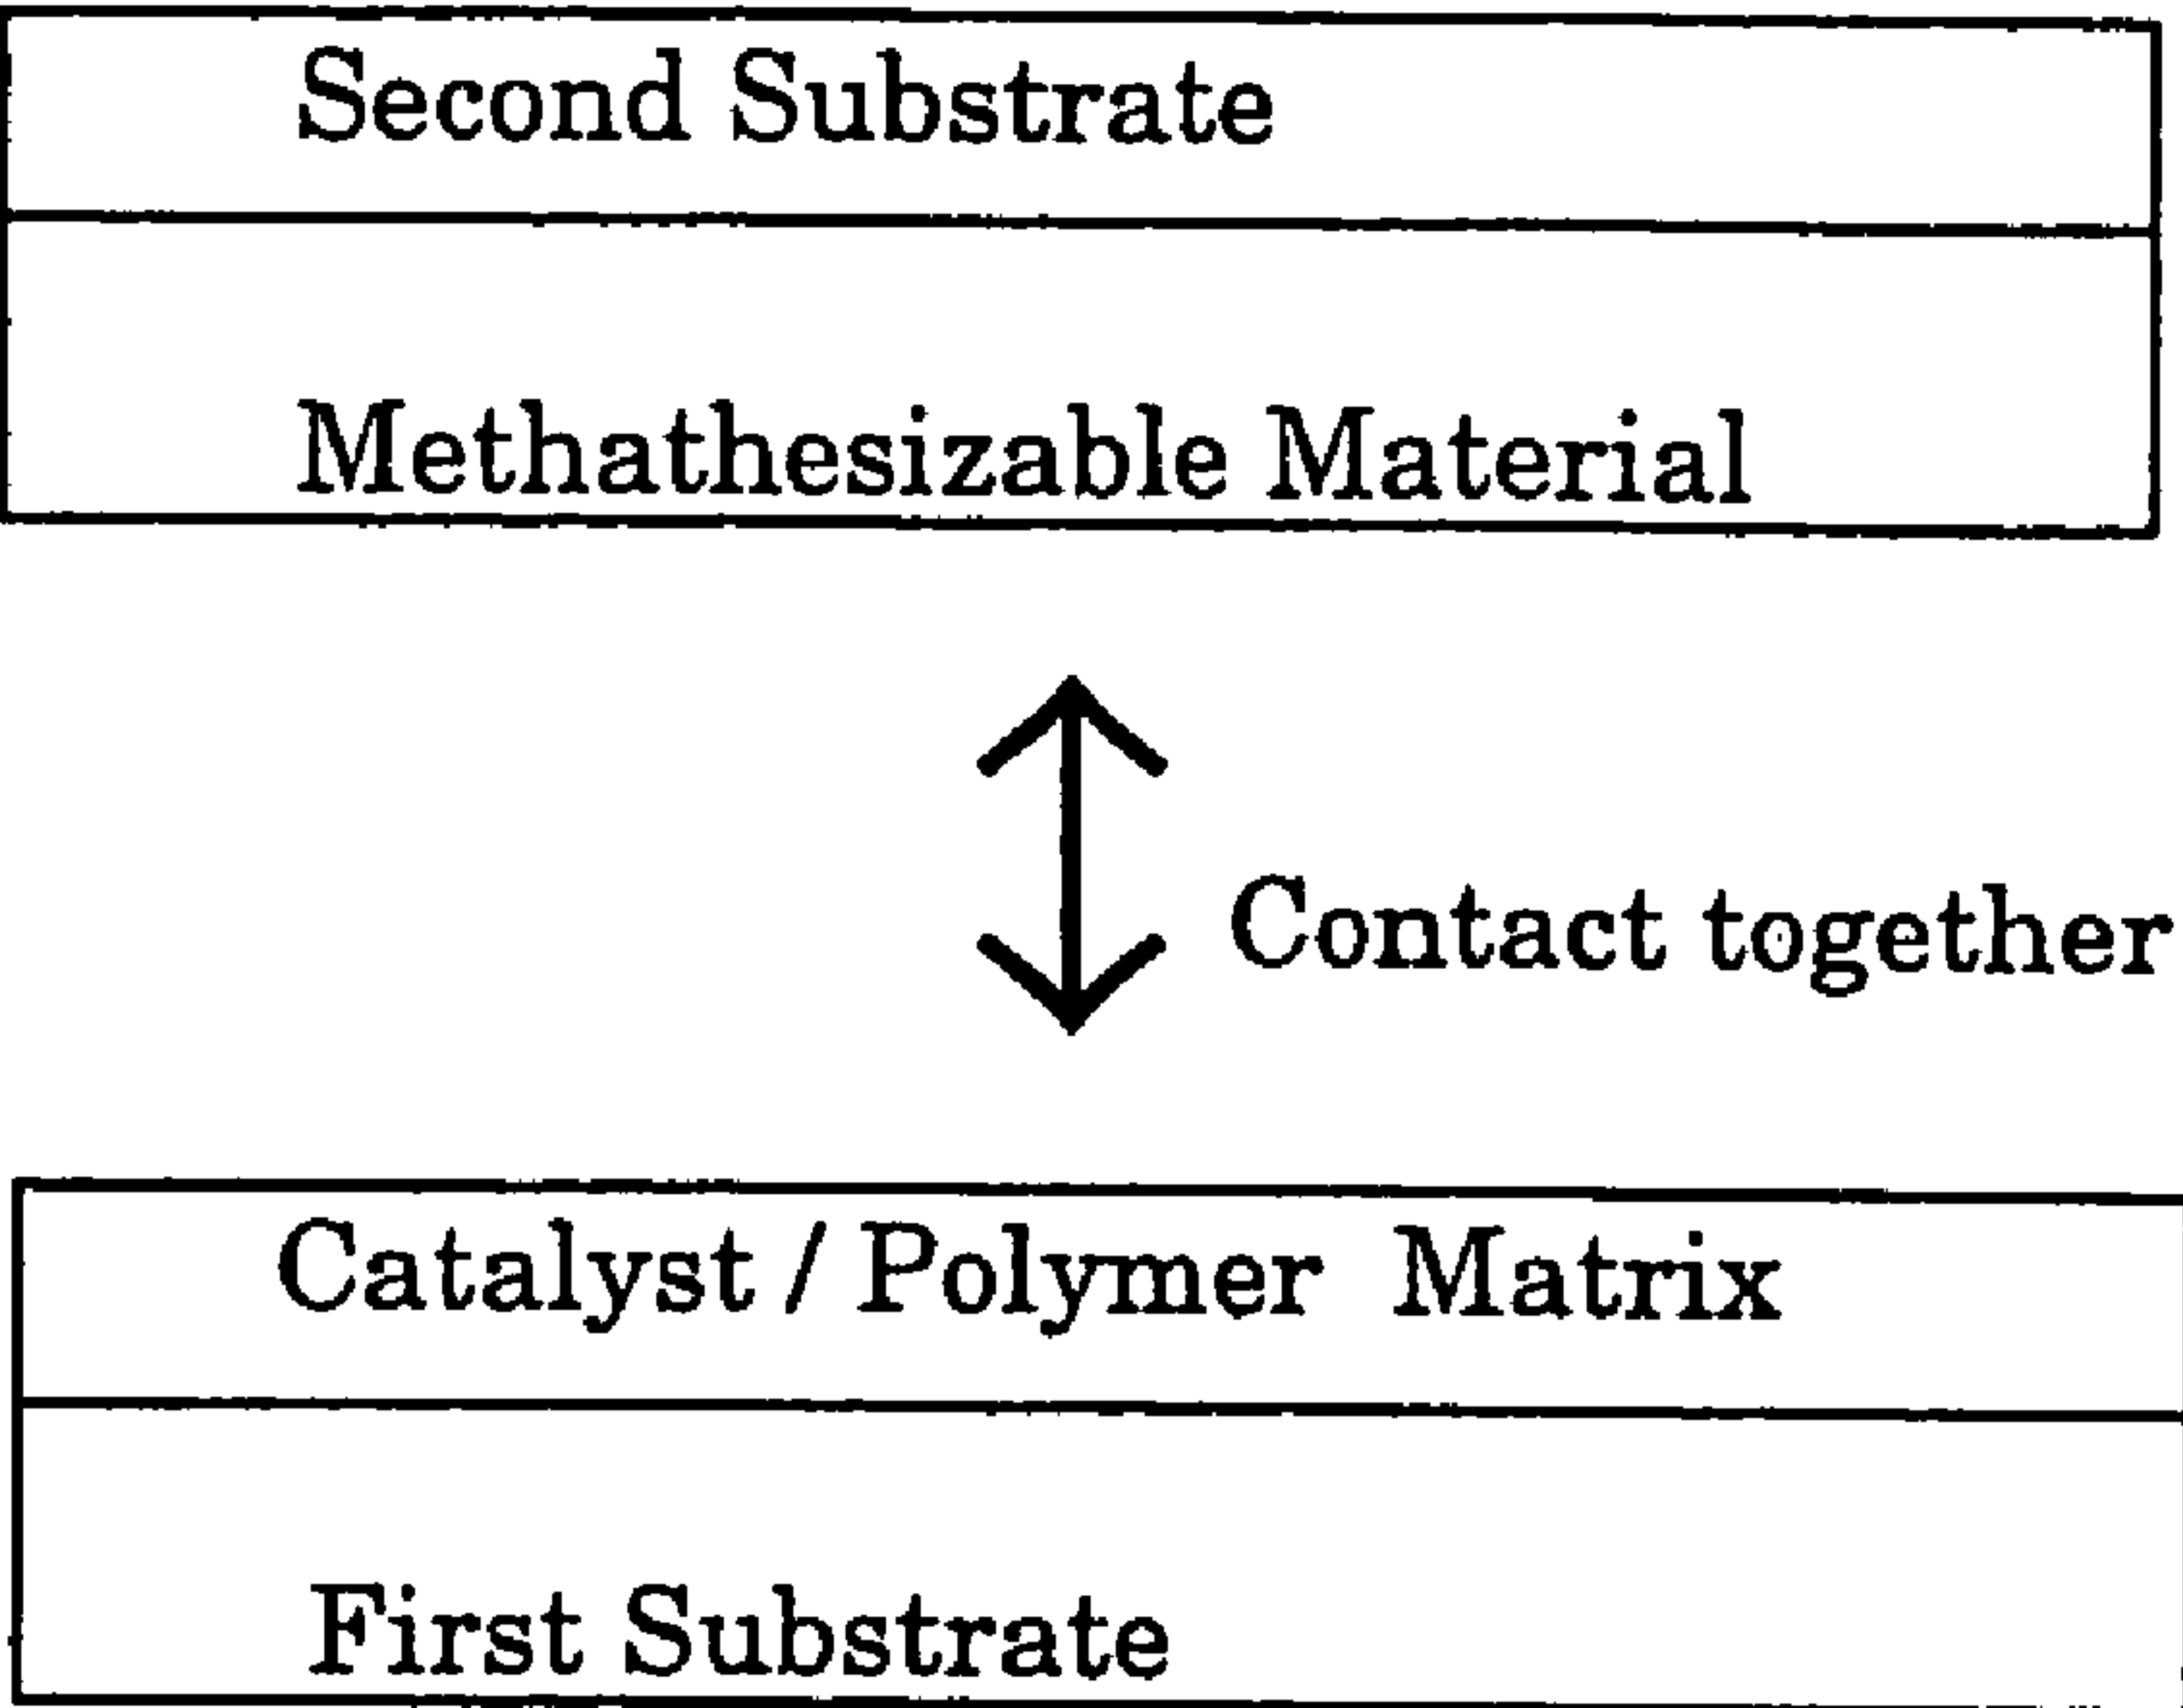 Second Substrate
Methathesizable Material
Contact together
Catalyst / Polymer Matrix
First Substrate